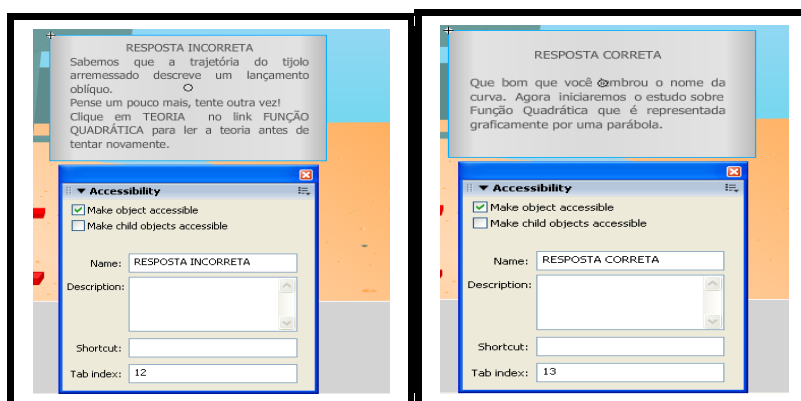 RESPOSTA INCORRETA
Sabemos que a trajetória do tijolo
arremessado descreve um lançamento
oblíquo.
Pense um pouco mais, tente outra vez!
Clique em TEORIA no link FUNÇÃO
QUADRÁTICA para ler a teoria antes de
tentar novamente.
Accessibility
Make object accessible
Make child objects accessible
Name: RESPOSTA INCORRETA
Description:
Shortcut:
Tab index: 12
RESPOSTA CORRETA
Que bom que você lembrou o nome da
curva. Agora iniciaremos o estudo sobre
Função Quadrática que é representada
graficamente por uma parábola.
Accessibility
Make object accessible
Make child objects accessible
Name: RESPOSTA CORRETA
Description:
Shortcut:
Tab index: 13